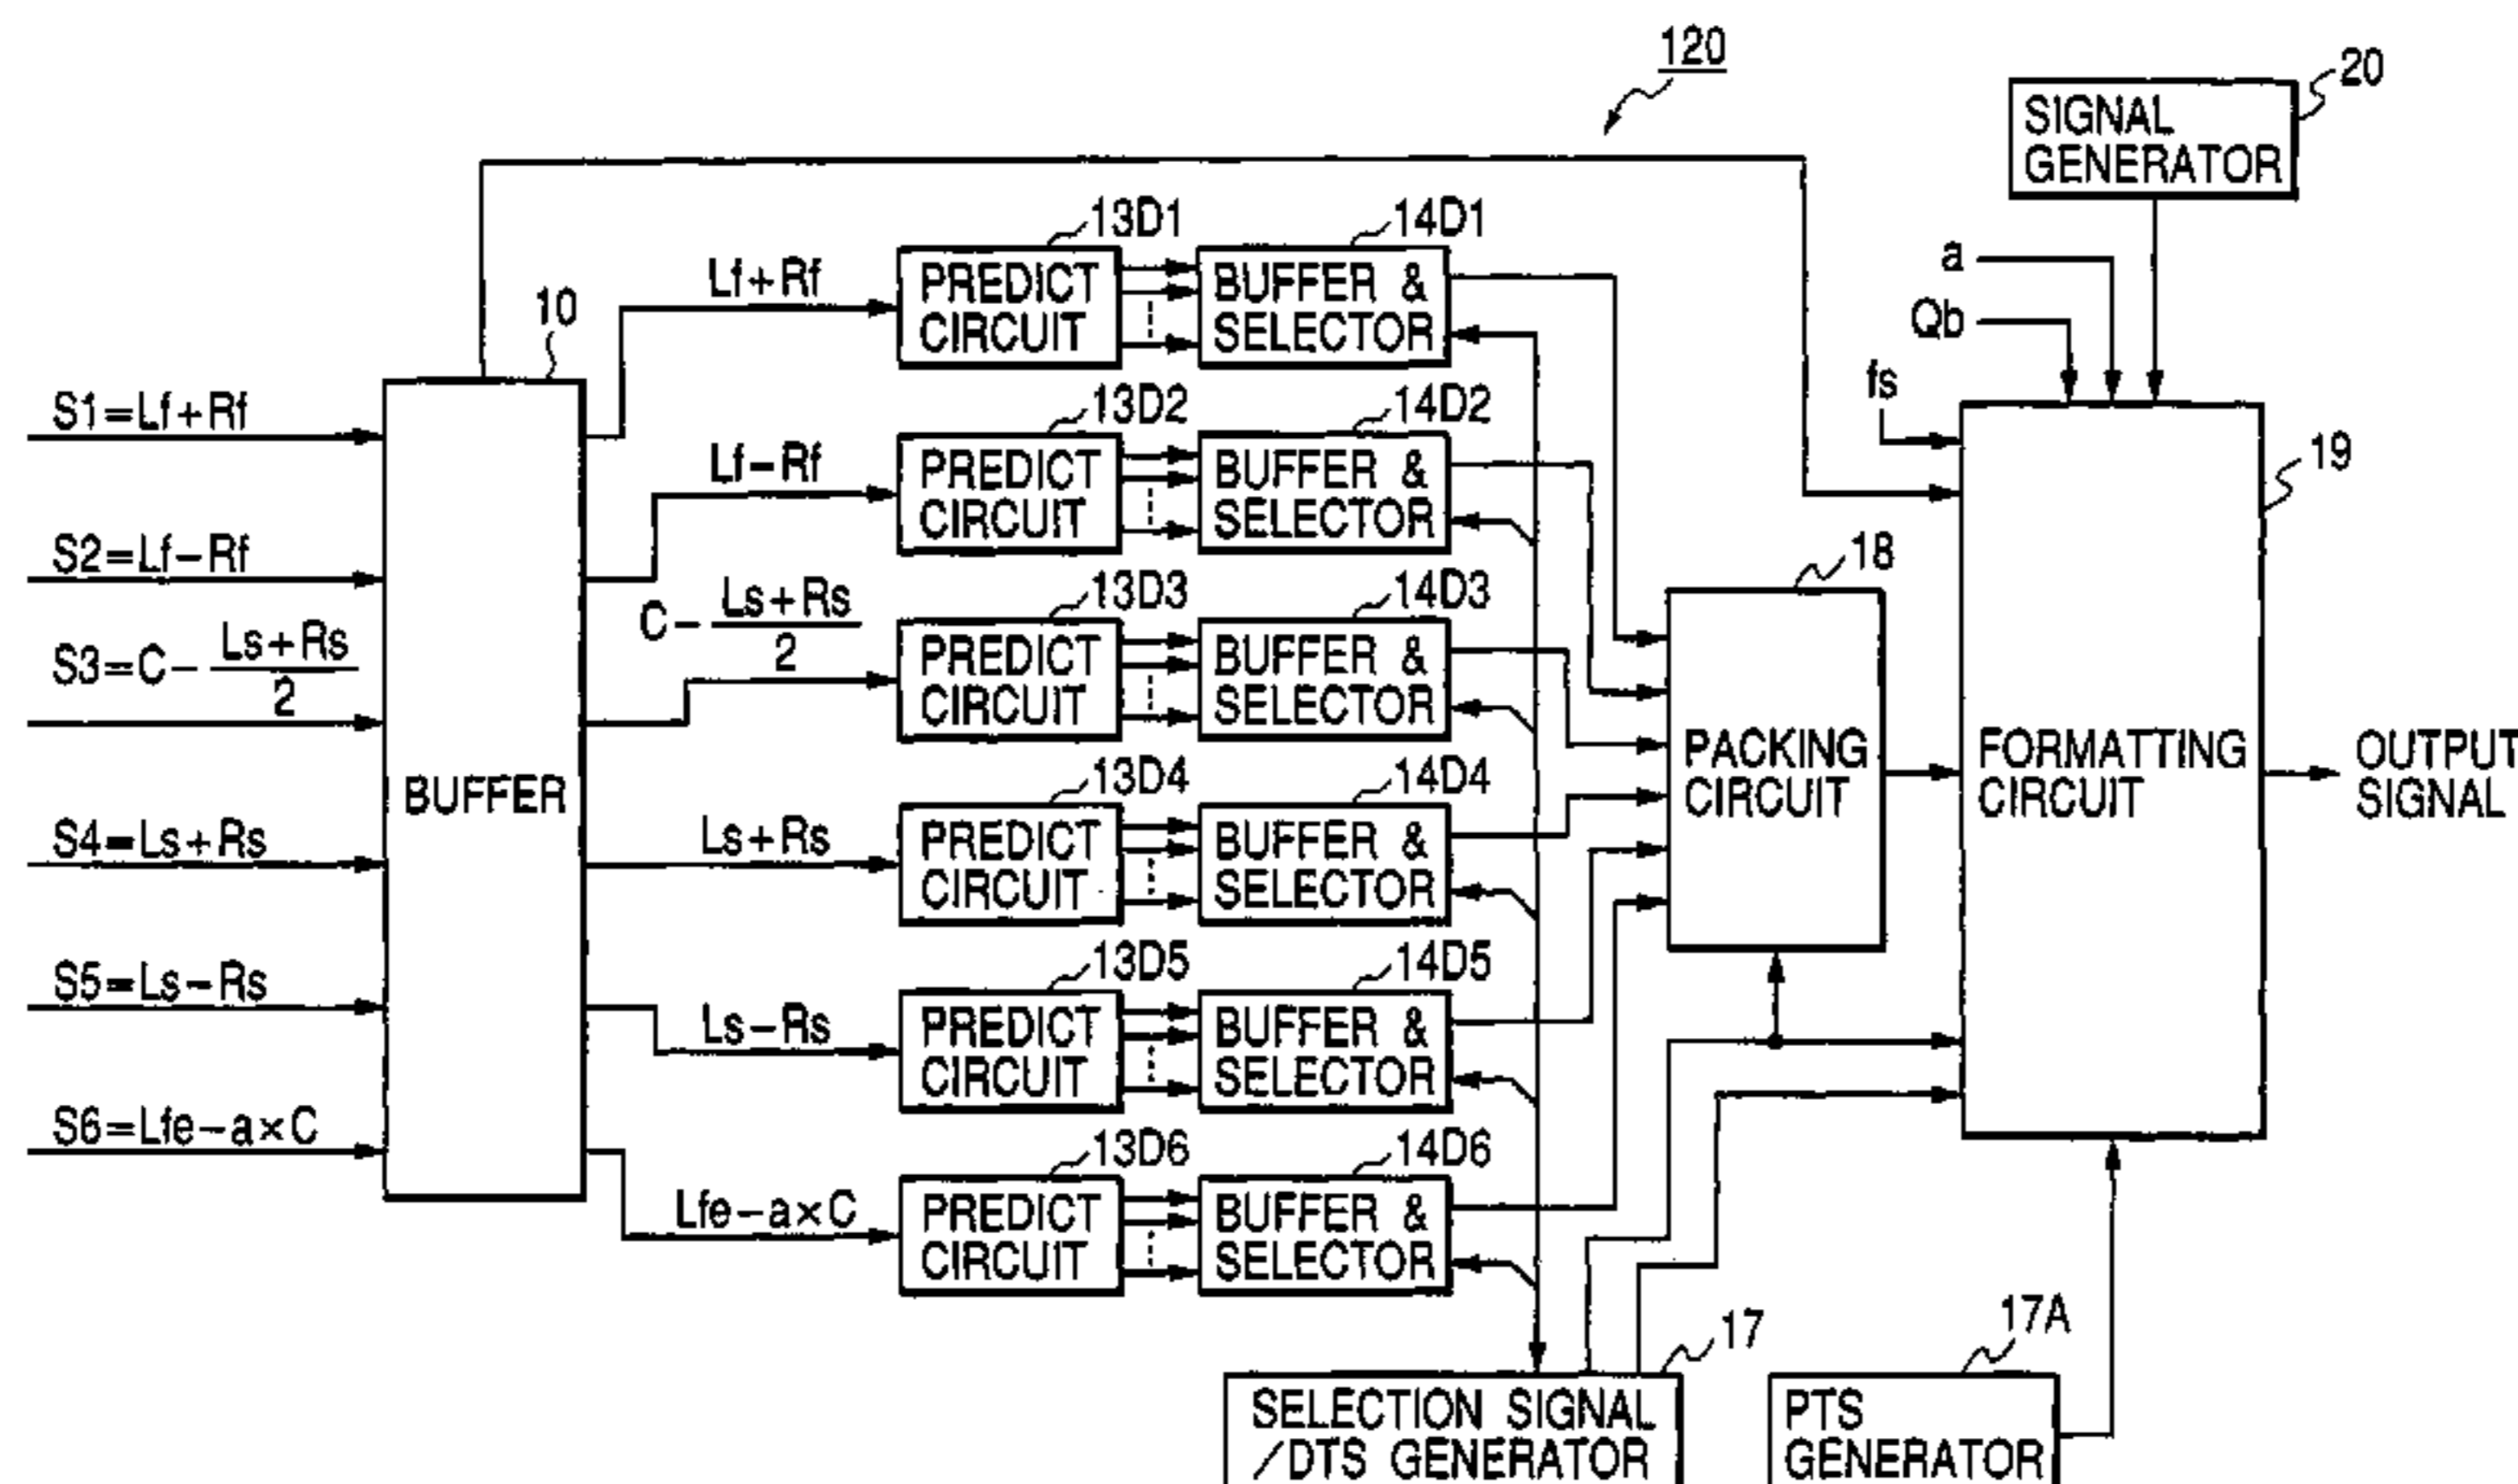 120
20
SIGNAL
GENERATOR
a
Qb
fs
19
10
S1=Lf+Rf
S2=Lf-Rf
S3=C-\frac{Ls+Rs}{2}
S4=Ls+Rs
S5=Ls-Rs
S6=Lfe-a×C
BUFFER
Lf+Rf
Lf-Rf
C-\frac{Ls+Rs}{2}
Ls+Rs
Ls-Rs
Lfe-a×C
13D1
PREDICT
CIRCUIT
14D1
BUFFER &
SELECTOR
13D2
PREDICT
CIRCUIT
14D2
BUFFER &
SELECTOR
13D3
PREDICT
CIRCUIT
14D3
BUFFER &
SELECTOR
13D4
PREDICT
CIRCUIT
14D4
BUFFER &
SELECTOR
13D5
PREDICT
CIRCUIT
14D5
BUFFER &
SELECTOR
13D6
PREDICT
CIRCUIT
14D6
BUFFER &
SELECTOR
18
PACKING
CIRCUIT
FORMATTING
CIRCUIT
OUTPUT
SIGNAL
17
SELECTION SIGNAL
/DTS GENERATOR
17A
PTS
GENERATOR